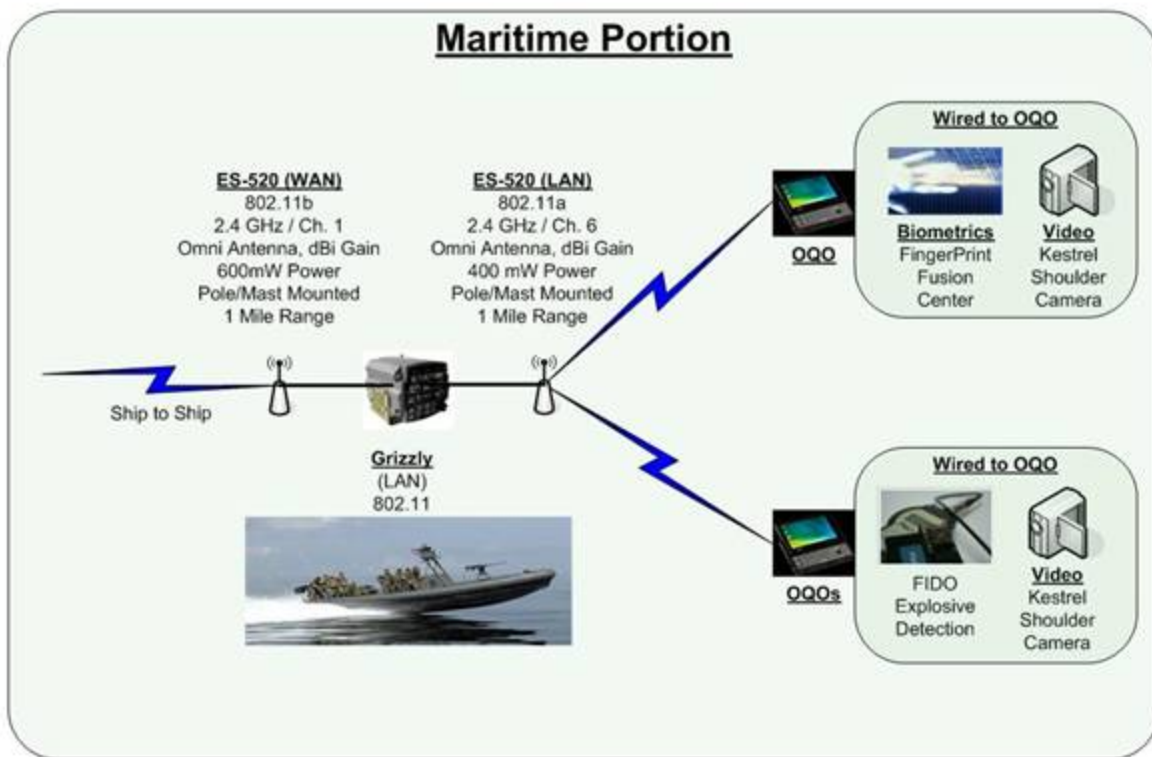 Maritime Portion
ES-520 (WAN)
802.11b
2.4 GHz / Ch. 1
Omni Antenna, dBi Gain
600mW Power
Pole/Mast Mounted
1 Mile Range
ES-520 (LAN)
802.11a
2.4 GHz / Ch. 6
Omni Antenna, dBi Gain
400 mW Power
Pole/Mast Mounted
1 Mile Range
Ship to Ship
Grizzly
(LAN)
802.11
OQO
Wired to OQO
Biometrics
FingerPrint
Fusion
Center
Video
Kestrel
Shoulder
Camera
OQOs
Wired to OQO
FIDO
Explosive
Detection
Video
Kestrel
Shoulder
Camera